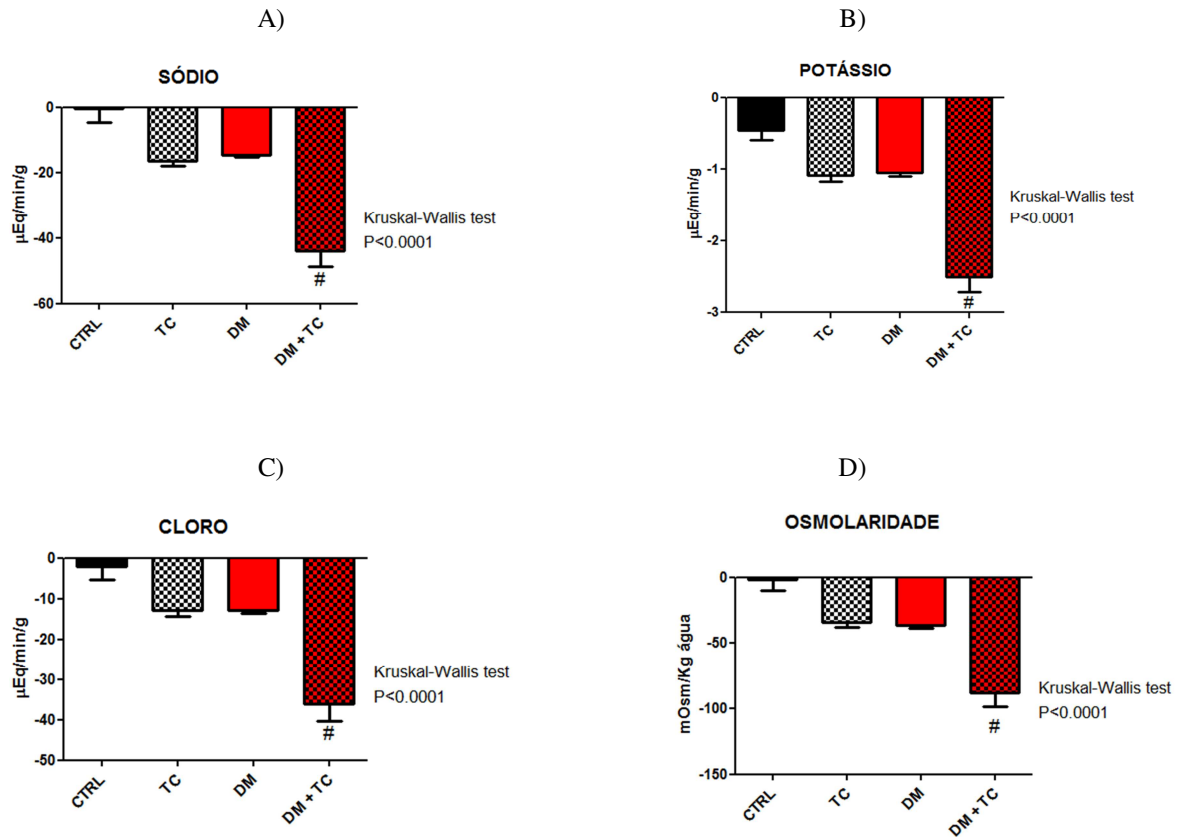 A)
SÓDIO
0
-20
-40
-60
µEq/min/g
CTRL
TC
DM
DM + TC
#
Kruskal-Wallis test
P<0.0001
B)
POTÁSSIO
0
-1
-2
-3
µEq/min/g
CTRL
TC
DM
DM + TC
#
Kruskal-Wallis test
P<0.0001
C)
CLORO
0
-10
-20
-30
-40
-50
µEq/min/g
CTRL
TC
DM
DM + TC
#
Kruskal-Wallis test
P<0.0001
D)
OSMOLARIDADE
0
-50
-100
-150
mOsm/Kg água
CTRL
TC
DM
DM + TC
#
Kruskal-Wallis test
P<0.0001